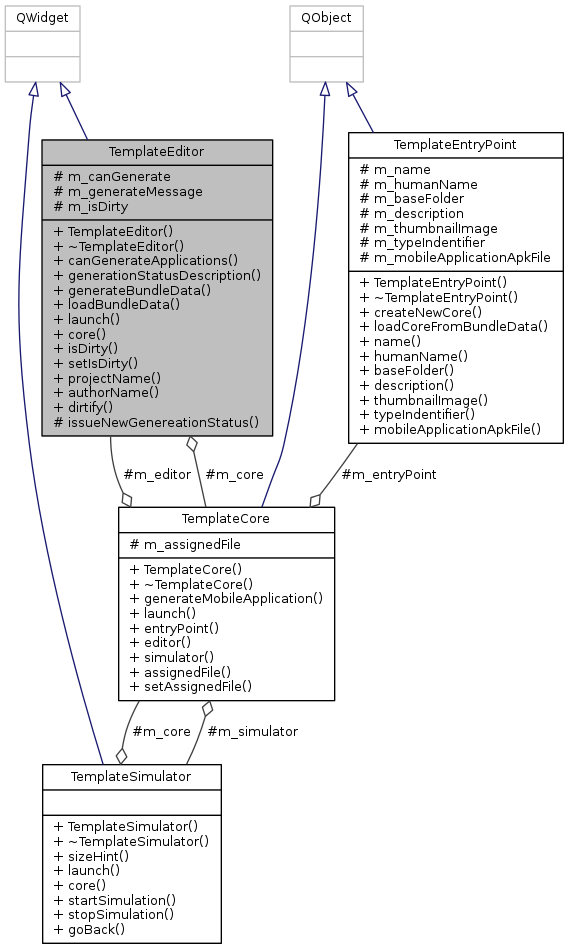 QWidget
QObject
TemplateEditor
# m_canGenerate
# m_generateMessage
# m_isDirty
+ TemplateEditor()
+ ~TemplateEditor()
+ canGenerateApplications()
+ generationStatusDescription()
+ generateBundleData()
+ loadBundleData()
+ launch()
+ core()
+ isDirty()
+ setIsDirty()
+ projectName()
+ authorName()
+ dirtify()
# issueNewGenereationStatus()
TemplateEntryPoint
# m_name
# m_humanName
# m_baseFolder
# m_description
# m_thumbnailImage
# m_typeIndentifier
# m_mobileApplicationApkFile
+ TemplateEntryPoint()
+ ~TemplateEntryPoint()
+ createNewCore()
+ loadCoreFromBundleData()
+ name()
+ humanName()
+ baseFolder()
+ description()
+ thumbnailImage()
+ typeIndentifier()
+ mobileApplicationApkFile()
#m_editor
#m_core
#m_entryPoint
TemplateCore
# m_assignedFile
+ TemplateCore()
+ ~TemplateCore()
+ generateMobileApplication()
+ launch()
+ entryPoint()
+ editor()
+ simulator()
+ assignedFile()
+ setAssignedFile()
#m_core
#m_simulator
TemplateSimulator
+ TemplateSimulator()
+ ~TemplateSimulator()
+ sizeHint()
+ launch()
+ core()
+ startSimulation()
+ stopSimulation()
+ goBack()